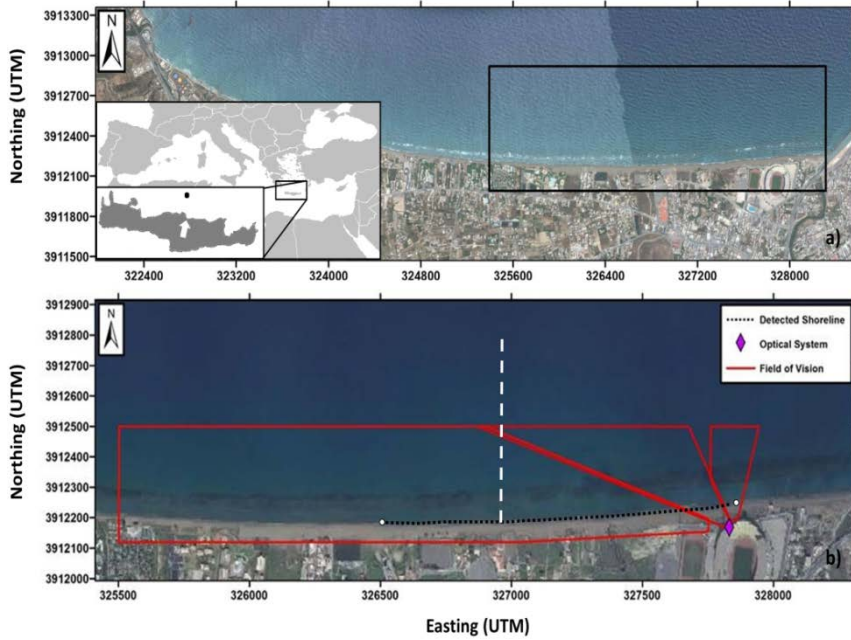 3913300
3913000
3912700
3912400
3912100
3911800
3911500
Northing (UTM)
N
a)
322400 323200 324000 324800 325600 326400 327200 328000
3912900
3912800
3912700
3912600
3912500
3912400
3912300
3912200
3912100
3912000
Northing (UTM)
N
Detected Shoreline
Optical System
Field of Vision
b)
325500 326000 326500 327000 327500 328000
Easting (UTM)